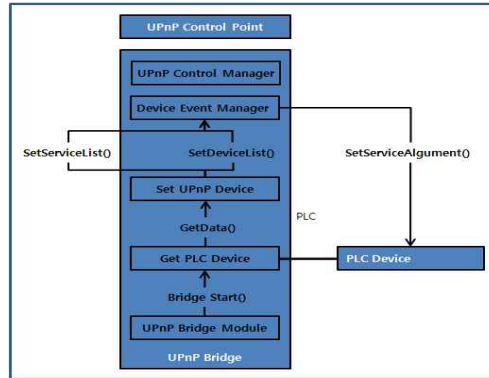 UPnP Control Point
UPnP Control Manager
Device Event Manager
SetServiceList()
SetDeviceList()
SetServiceAlgument()
Set UPnP Device
PLC
GetData()
Get PLC Device
PLC Device
Bridge Start()
UPnP Bridge Module
UPnP Bridge